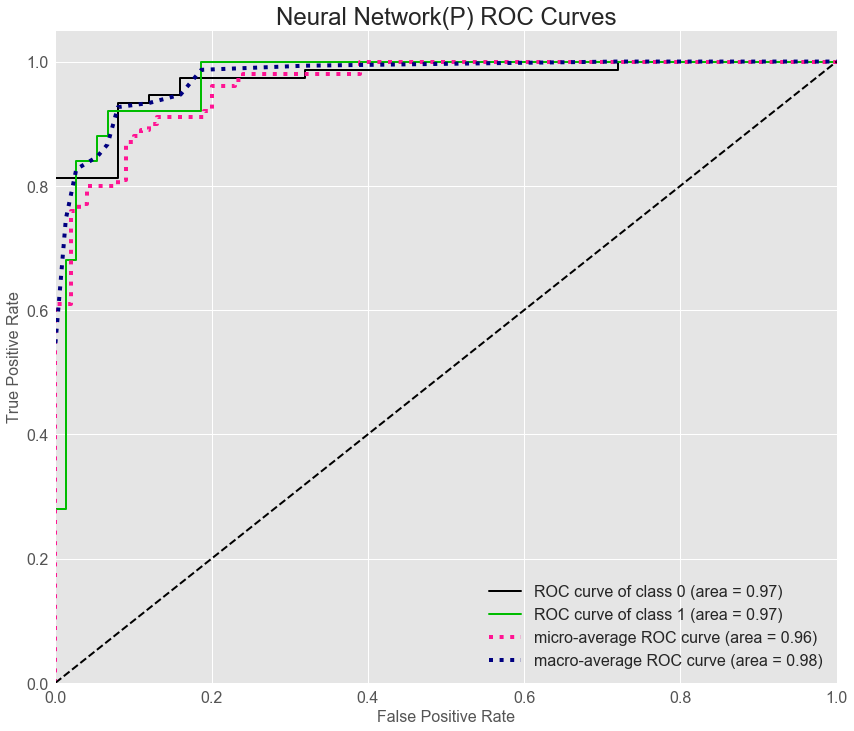 Neural Network(P) ROC Curves
True Positive Rate
1.0
0.8
0.6
0.4
0.2
0.0
0.0 0.2 0.4 0.6 0.8 1.0
False Positive Rate
ROC curve of class 0 (area = 0.97)
ROC curve of class 1 (area = 0.97)
micro-average ROC curve (area = 0.96)
macro-average ROC curve (area = 0.98)